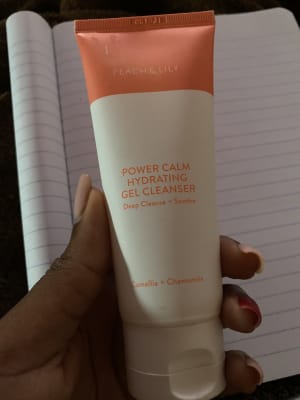 PEACH & LILY
POWER CALM
HYDRATING
GEL CLEANSER
Deep Cleanse + Soothe
Camellia + Chamomile